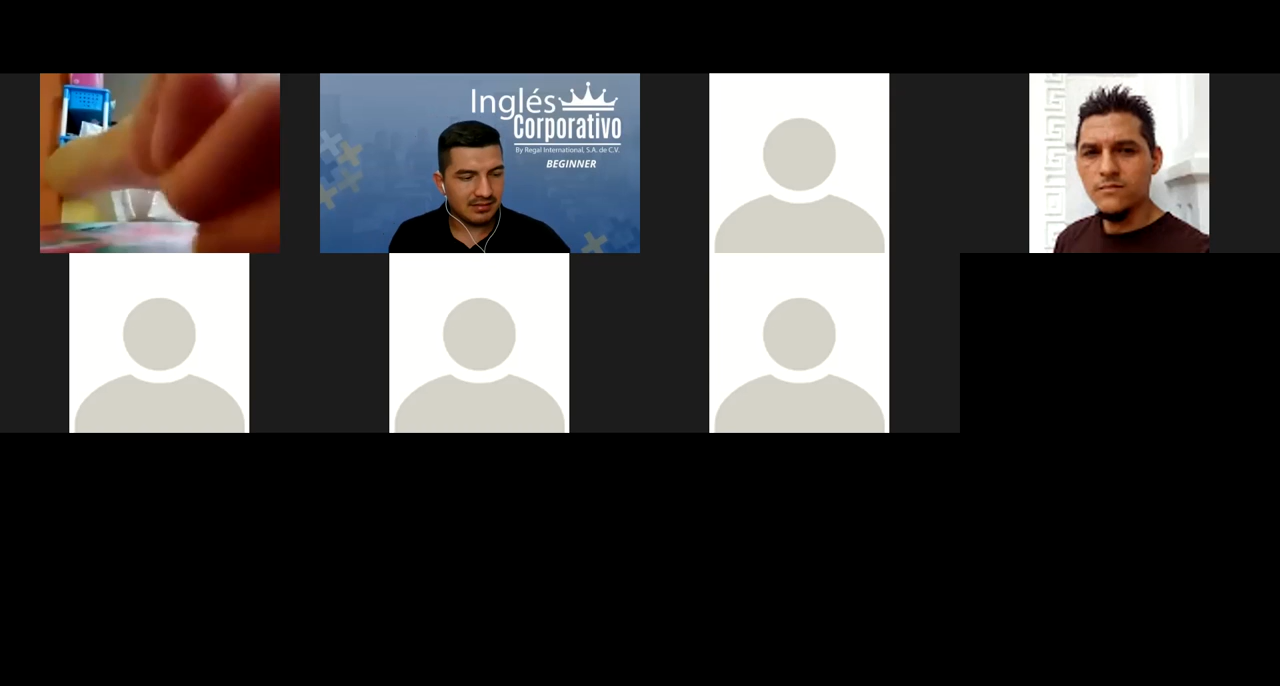 Inglés
Corporativo
By Regal International, S.A. de C.V.
BEGINNER